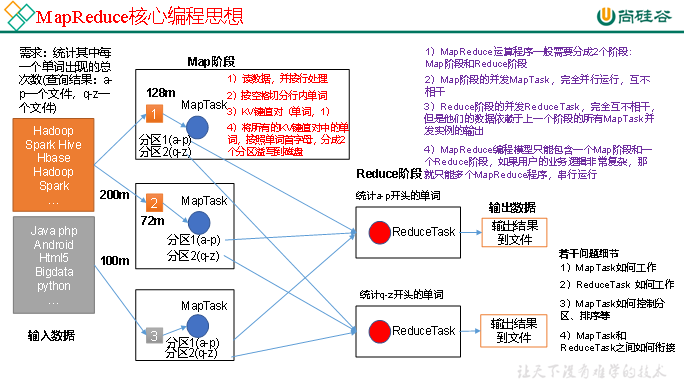 MapReduce核心编程思想
尚硅谷
需求：统计其中每
一个单词出现的总
次数(查询结果：a-
p一个文件，q-z一
个文件)
Hadoop
Spark Hive
Hbase
Hadoop
Spark
…
Java php
Android
Html5
Bigdata
python
…
输入数据
200m
100m
Map阶段
128m
1
MapTask
分区1(a-p)
分区2(q-z)
1）读数据，并按行处理
2）按空格切分行内单词
3）KV键值对（单词，1）
4）将所有的KV键值对中的单
词，按照单词首字母，分成2
个分区溢写到磁盘
2
72m
MapTask
分区1(a-p)
分区2(q-z)
3
MapTask
分区1(a-p)
分区2(q-z)
Reduce阶段
统计a-p开头的单词
ReduceTask
统计q-z开头的单词
ReduceTask
输出数据
输出结果
到文件
输出结果
到文件
1）MapReduce运算程序一般需要分成2个阶段：
Map阶段和Reduce阶段
2）Map阶段的并发MapTask，完全并行运行，互不
相干
3）Reduce阶段的并发ReduceTask，完全互不相干，
但是他们的数据依赖于上一个阶段的所有MapTask并
发实例的输出
4）MapReduce编程模型只能包含一个Map阶段和一
个Reduce阶段，如果用户的业务逻辑非常复杂，那
就只能多个MapReduce程序，串行运行
若干问题细节
1）MapTask如何工作
2）ReduceTask 如何工作
3）MapTask如何控制分
区、排序等
4）MapTask和
ReduceTask之间如何衔接
让天下没有难学的技术